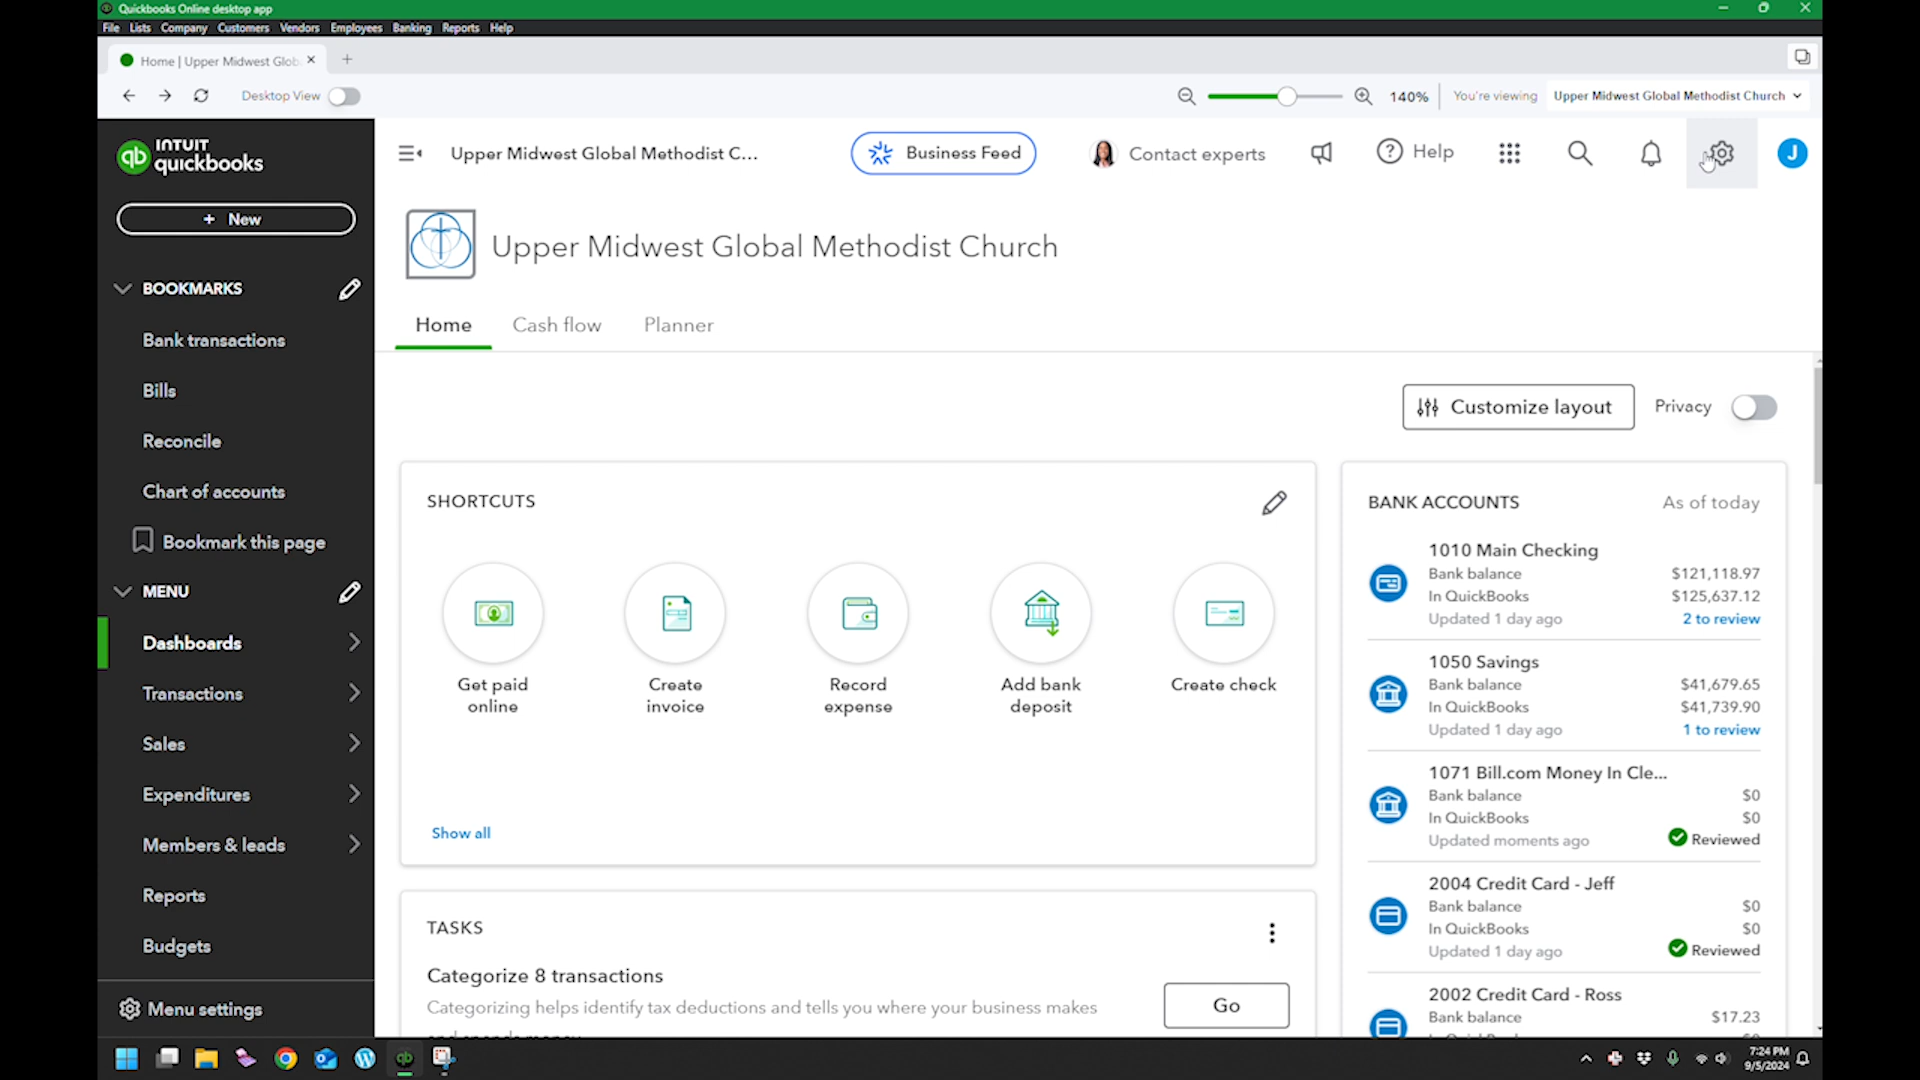 Quickbooks Online desktop app
File Lists Company Customers Vendors Employees Banking Reports Help
Home | Upper Midwest Glob
Desktop View
140%
You're viewing
Upper Midwest Global Methodist Church
INTUIT
quickbooks
Upper Midwest Global Methodist C...
Business Feed
Contact experts
Help
J
+ New
Upper Midwest Global Methodist Church
BOOKMARKS
Bank transactions
Bills
Reconcile
Chart of accounts
Bookmark this page
MENU
Dashboards
Transactions
Sales
Expenditures
Members & leads
Reports
Budgets
Menu settings
Home Cash flow Planner
Customize layout
Privacy
SHORTCUTS
Get paid
online
Create
invoice
Record
expense
Add bank
deposit
Create check
Show all
TASKS
Categorize 8 transactions
Categorizing helps identify tax deductions and tells you where your business makes
Go
BANK ACCOUNTS As of today
1010 Main Checking
Bank balance $121,118.97
In QuickBooks $125,637.12
Updated 1 day ago 2 to review
1050 Savings
Bank balance $41,679.65
In QuickBooks $41,739.90
Updated 1 day ago 1 to review
1071 Bill.com Money In Cle...
Bank balance $0
In QuickBooks $0
Updated moments ago Reviewed
2004 Credit Card - Jeff
Bank balance $0
In QuickBooks $0
Updated 1 day ago Reviewed
2002 Credit Card - Ross
Bank balance $17.23
7:24 PM
9/5/2024